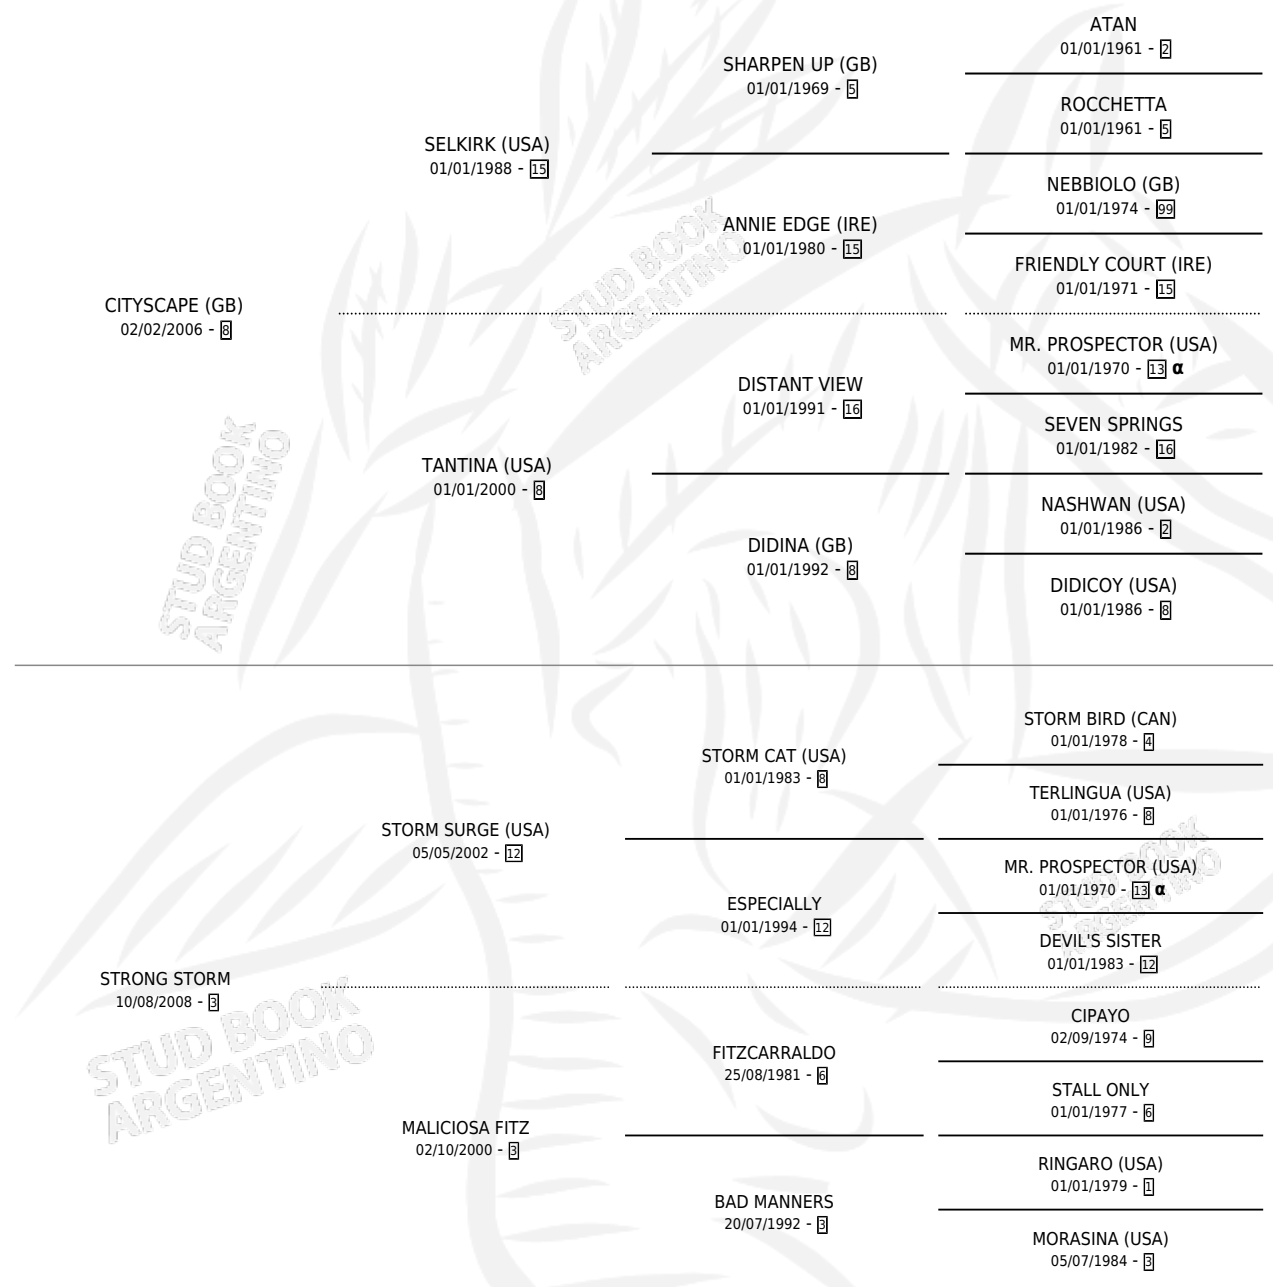 ATAN
01/01/1961 - 2
SHARPEN UP (GB)
01/01/1969 - 5
ROCCHETTA
01/01/1961 - 5
SELKIRK (USA)
01/01/1988 - 15
NEBBIOLO (GB)
01/01/1974 - 99
ANNIE EDGE (IRE)
01/01/1980 - 15
FRIENDLY COURT (IRE)
01/01/1971 - 15
CITYSCAPE (GB)
02/02/2006 - 8
MR. PROSPECTOR (USA)
01/01/1970 - 13 α
DISTANT VIEW
01/01/1991 - 16
SEVEN SPRINGS
01/01/1982 - 16
TANTINA (USA)
01/01/2000 - 8
NASHWAN (USA)
01/01/1986 - 2
DIDINA (GB)
01/01/1992 - 8
DIDICOY (USA)
01/01/1986 - 8
STORM BIRD (CAN)
01/01/1978 - 4
STORM CAT (USA)
01/01/1983 - 8
TERLINGUA (USA)
01/01/1976 - 8
STORM SURGE (USA)
05/05/2002 - 12
MR. PROSPECTOR (USA)
01/01/1970 - 13 α
ESPECIALLY
01/01/1994 - 12
DEVIL'S SISTER
01/01/1983 - 12
STRONG STORM
10/08/2008 - 3
CIPAYO
02/09/1974 - 9
FITZCARRALDO
25/08/1981 - 6
STALL ONLY
01/01/1977 - 6
MALICIOSA FITZ
02/10/2000 - 3
RINGARO (USA)
01/01/1979 - 1
BAD MANNERS
20/07/1992 - 3
MORASINA (USA)
05/07/1984 - 3
STUD BOOK
ARGENTINO
STUD BOOK
ARGENTINO
STUD BOOK
ARGENTINO
STUD BOOK
ARGENTINO